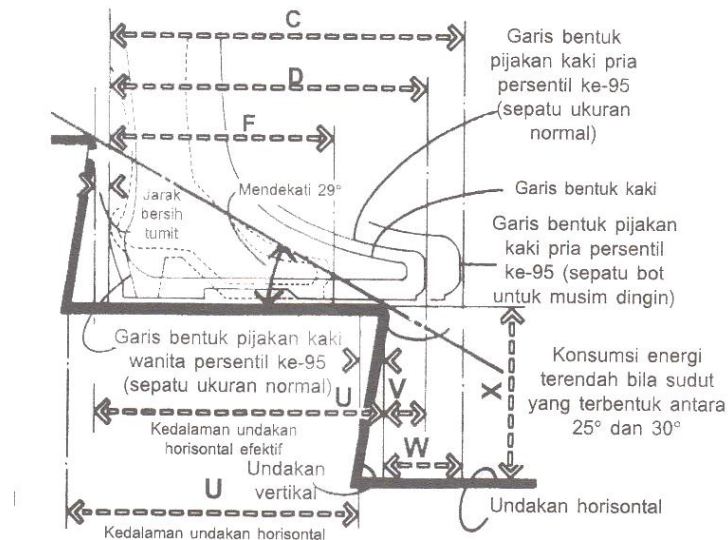 C
Garis bentuk
pijakan kaki pria
persentil ke-95
(sepatu ukuran
normal)
D
F
Jarak
bersih
tumit
Mendekati 29°
Garis bentuk kaki
Garis bentuk pijakan
kaki pria persentil
ke-95 (sepatu bot
untuk musim dingin)
Garis bentuk pijakan kaki
wanita persentil ke-95
(sepatu ukuran normal)
Konsumsi energi
terendah bila sudut
yang terbentuk antara
25° dan 30°
X
U
V
Kedalaman undakan
horisontal efektif
W
Undakan
vertikal
U
Undakan horisontal
Kedalaman undakan horisontal